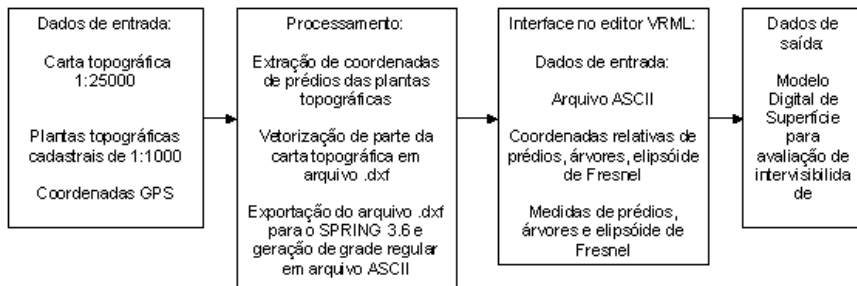 Dados de entrada:
Carta topográfica
1:25000
Plantas topográficas
cadastrais de 1:1000
Coordenadas GPS
Processamento:
Extração de coordenadas
de prédios das plantas
topográficas
Vetorização de parte da
carta topográfica em
arquivo .dxf
Exportação do arquivo .dxf
para o SPRING 3.6 e
geração de grade regular
em arquivo ASCII
Interface no editor VRML:
Dados de entrada:
Arquivo ASCII
Coordenadas relativas de
prédios, árvores, elipsóide
de Fresnel
Medidas de prédios,
árvores e elipsóide de
Fresnel
Dados de
saída:
Modelo
Digital de
Superfície
para
avaliação de
intervisibilida
de